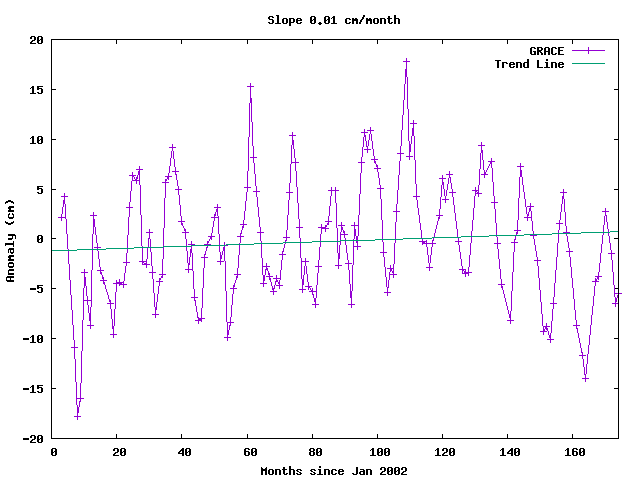 Slope 0.01 cm/month
GRACE
Trend Line
20
15
10
5
0
-5
-10
-15
-20
Anomaly (cm)
0 20 40 60 80 100 120 140 160
Months since Jan 2002